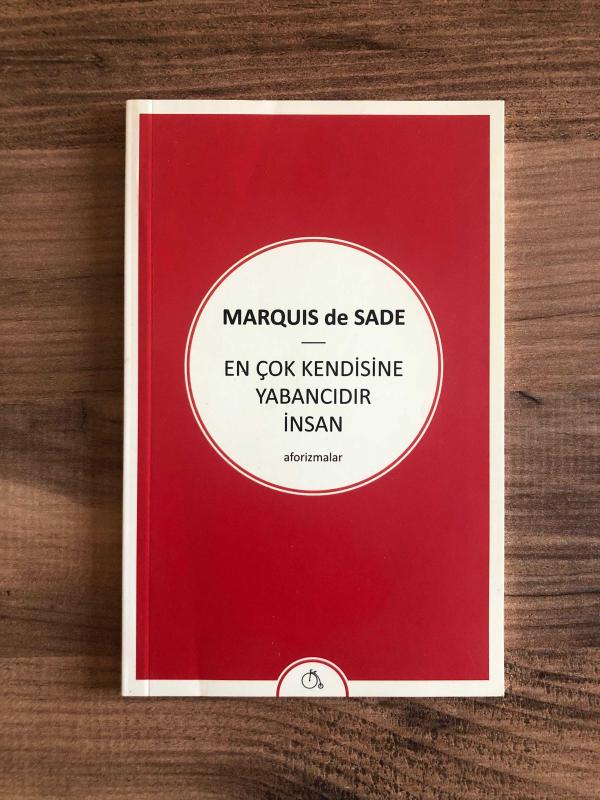 MARQUIS de SADE
EN ÇOK KENDİSİNE
YABANCIDIR
İNSAN
aforizmalar